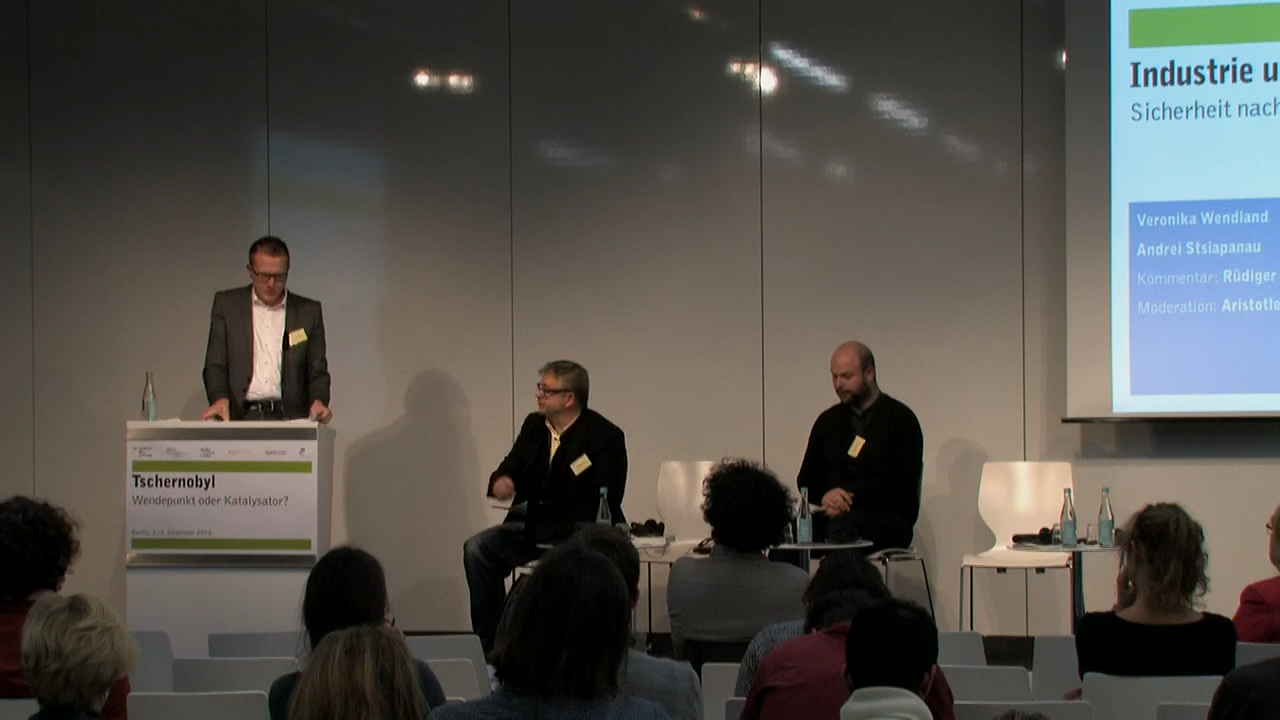 Industrie u
Sicherheit nach
Veronika Wendland
Andrei Stsiapanau
Kommentar: Rüdiger
Moderation: Aristotle
Tschernobyl
Wendepunkt oder Katalysator?